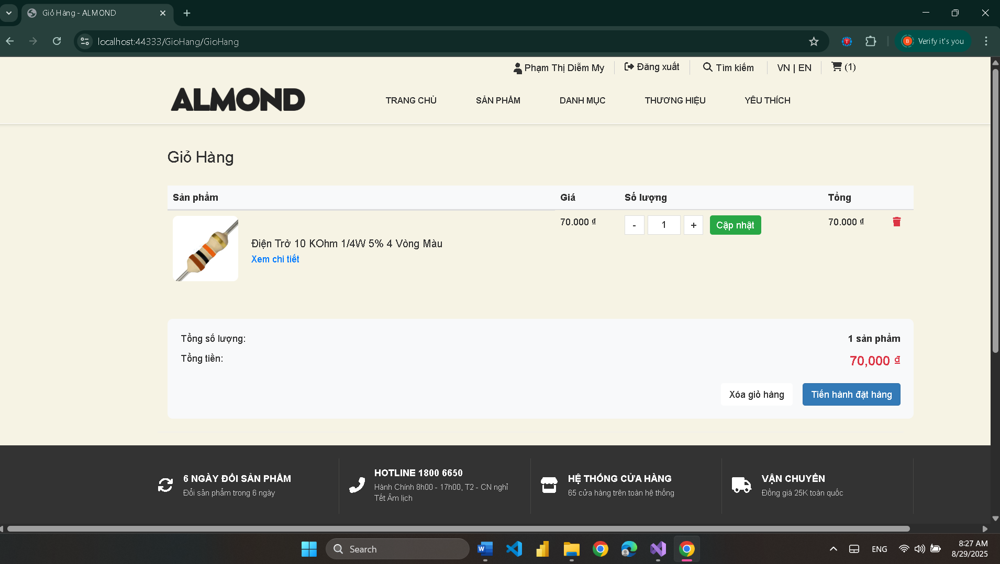 Giỏ Hàng - ALMOND
localhost:44333/GioHang/GioHang
T
B Verify it's you
Phạm Thị Diễm My Đăng xuất Tìm kiếm VN | EN (1)
ALMOND TRANG CHỦ SẢN PHẨM DANH MỤC THƯƠNG HIỆU YÊU THÍCH
Giỏ Hàng
Sản phẩm Giá Số lượng Tổng
70.000 ₫ - 1 + Cập nhật 70.000 ₫
Điện Trở 10 KOhm 1/4W 5% 4 Vòng Màu
Xem chi tiết
Tổng số lượng: 1 sản phẩm
Tổng tiền: 70,000 ₫
Xóa giỏ hàng Tiến hành đặt hàng
6 NGÀY ĐỔI SẢN PHẨM
Đổi sản phẩm trong 6 ngày
HOTLINE 1800 6650
Hành Chính 8h00 - 17h00, T2 - CN nghỉ
Tết Âm lịch
HỆ THỐNG CỬA HÀNG
65 cửa hàng trên toàn hệ thống
VẬN CHUYỂN
Đồng giá 25K toàn quốc
Search
W
ENG
8:27 AM
8/29/2025